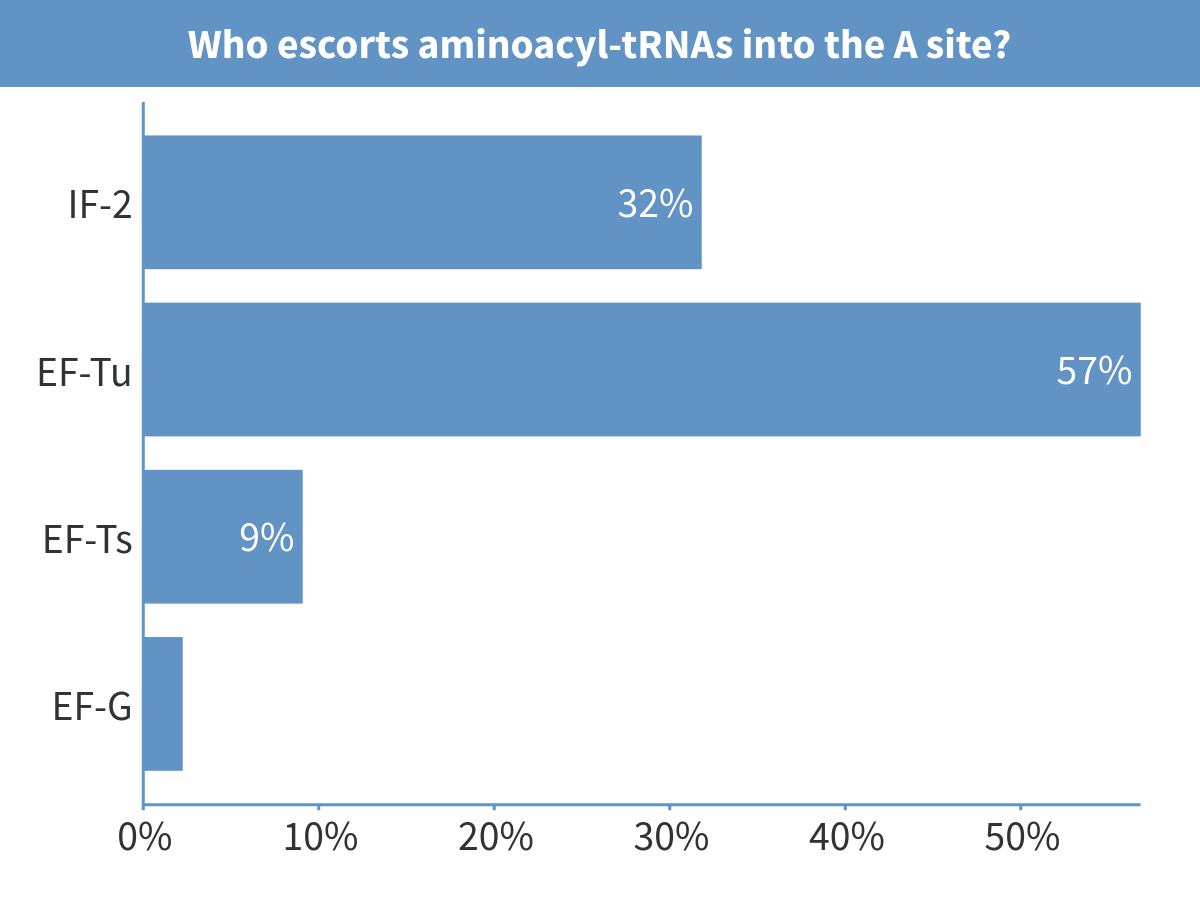 Who escorts aminoacyl-tRNAs into the A site?
IF-2
32%
EF-Tu
57%
EF-Ts
9%
EF-G
0% 10% 20% 30% 40% 50%